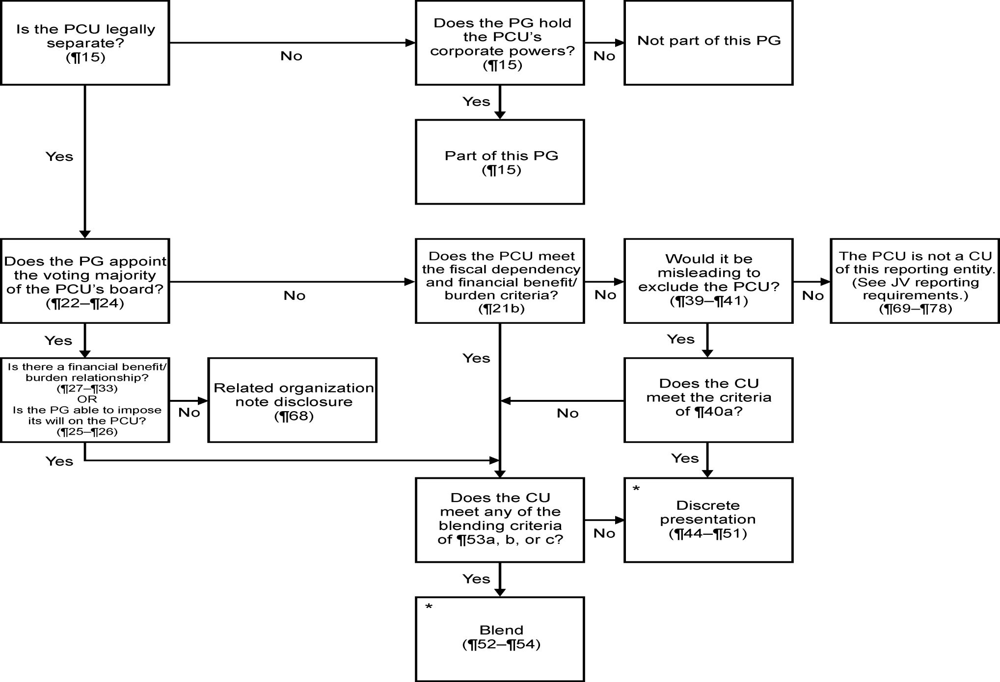 Is the PCU legally
separate?
(¶15)
No
Does the PG hold
the PCU's
corporate powers?
(¶15)
No
Not part of this PG
Yes
Part of this PG
(¶15)
Yes
Does the PG appoint
the voting majority
of the PCU's board?
(¶22–¶24)
No
Does the PCU meet
the fiscal dependency
and financial benefit/
burden criteria?
(¶21b)
No
Would it be
misleading to
exclude the PCU?
(¶39–¶41)
No
The PCU is not a CU
of this reporting entity.
(See JV reporting
requirements.)
(¶69–¶78)
Yes
Yes
Yes
Is there a financial benefit/
burden relationship?
(¶27–¶33)
OR
Is the PG able to impose
its will on the PCU?
(¶25–¶26)
No
Related organization
note disclosure
(¶68)
No
Does the CU
meet the criteria
of ¶40a?
Yes
Yes
Does the CU
meet any of the
blending criteria
of ¶53a, b, or c?
No
*
Discrete
presentation
(¶44–¶51)
Yes
*
Blend
(¶52–¶54)